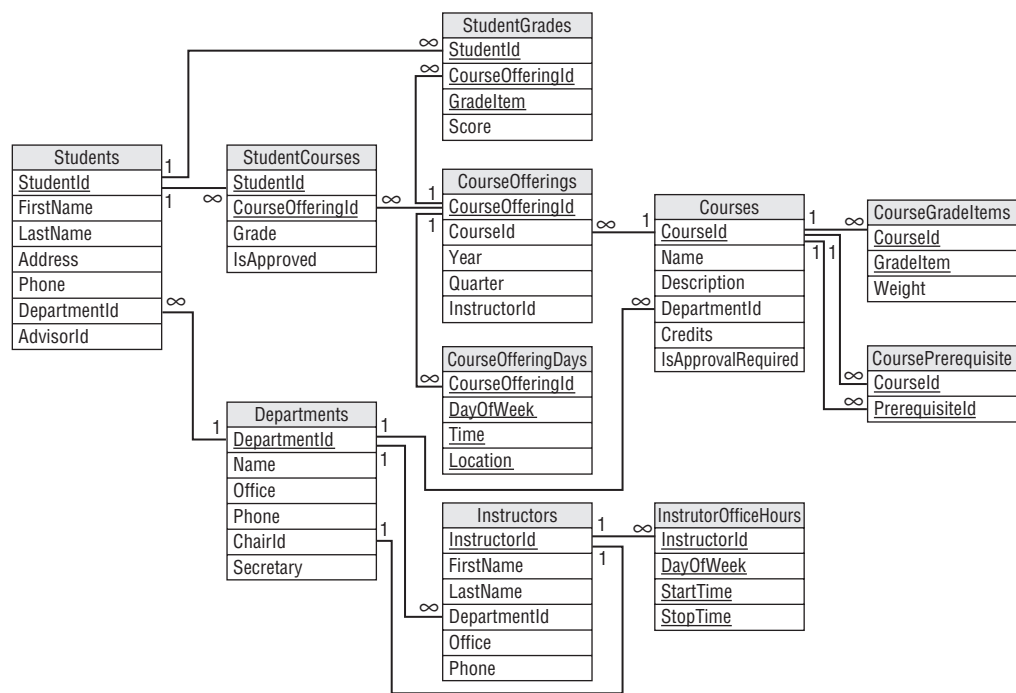 StudentGrades
StudentId
CourseOfferingId
GradeItem
Score
Students
StudentId
FirstName
LastName
Address
Phone
DepartmentId
AdvisorId
StudentCourses
StudentId
CourseOfferingId
Grade
IsApproved
CourseOfferings
CourseOfferingId
CourseId
Year
Quarter
InstructorId
Courses
CourseId
Name
Description
DepartmentId
Credits
IsApprovalRequired
CourseGradeItems
CourseId
GradeItem
Weight
CoursePrerequisite
CourseId
PrerequisiteId
CourseOfferingDays
CourseOfferingId
DayOfWeek
Time
Location
Departments
DepartmentId
Name
Office
Phone
ChairId
Secretary
Instructors
InstructorId
FirstName
LastName
DepartmentId
Office
Phone
InstrutorOfficeHours
InstructorId
DayOfWeek
StartTime
StopTime
∞
∞
1
1
∞
∞
1
1
∞
1
1
1
1
∞
∞
∞
∞
1
∞
∞
1
1
1
∞
1
1
∞